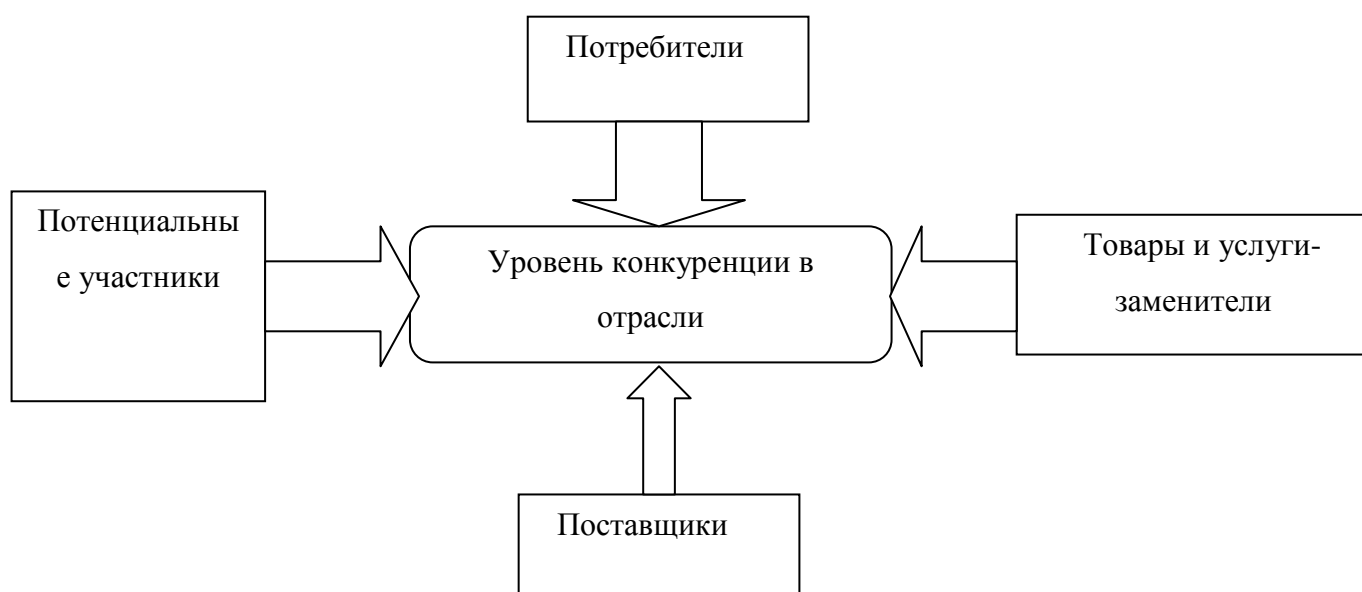 Потребители
Потенциальны
е участники
Уровень конкуренции в
отрасли
Товары и услуги-
заменители
Поставщики